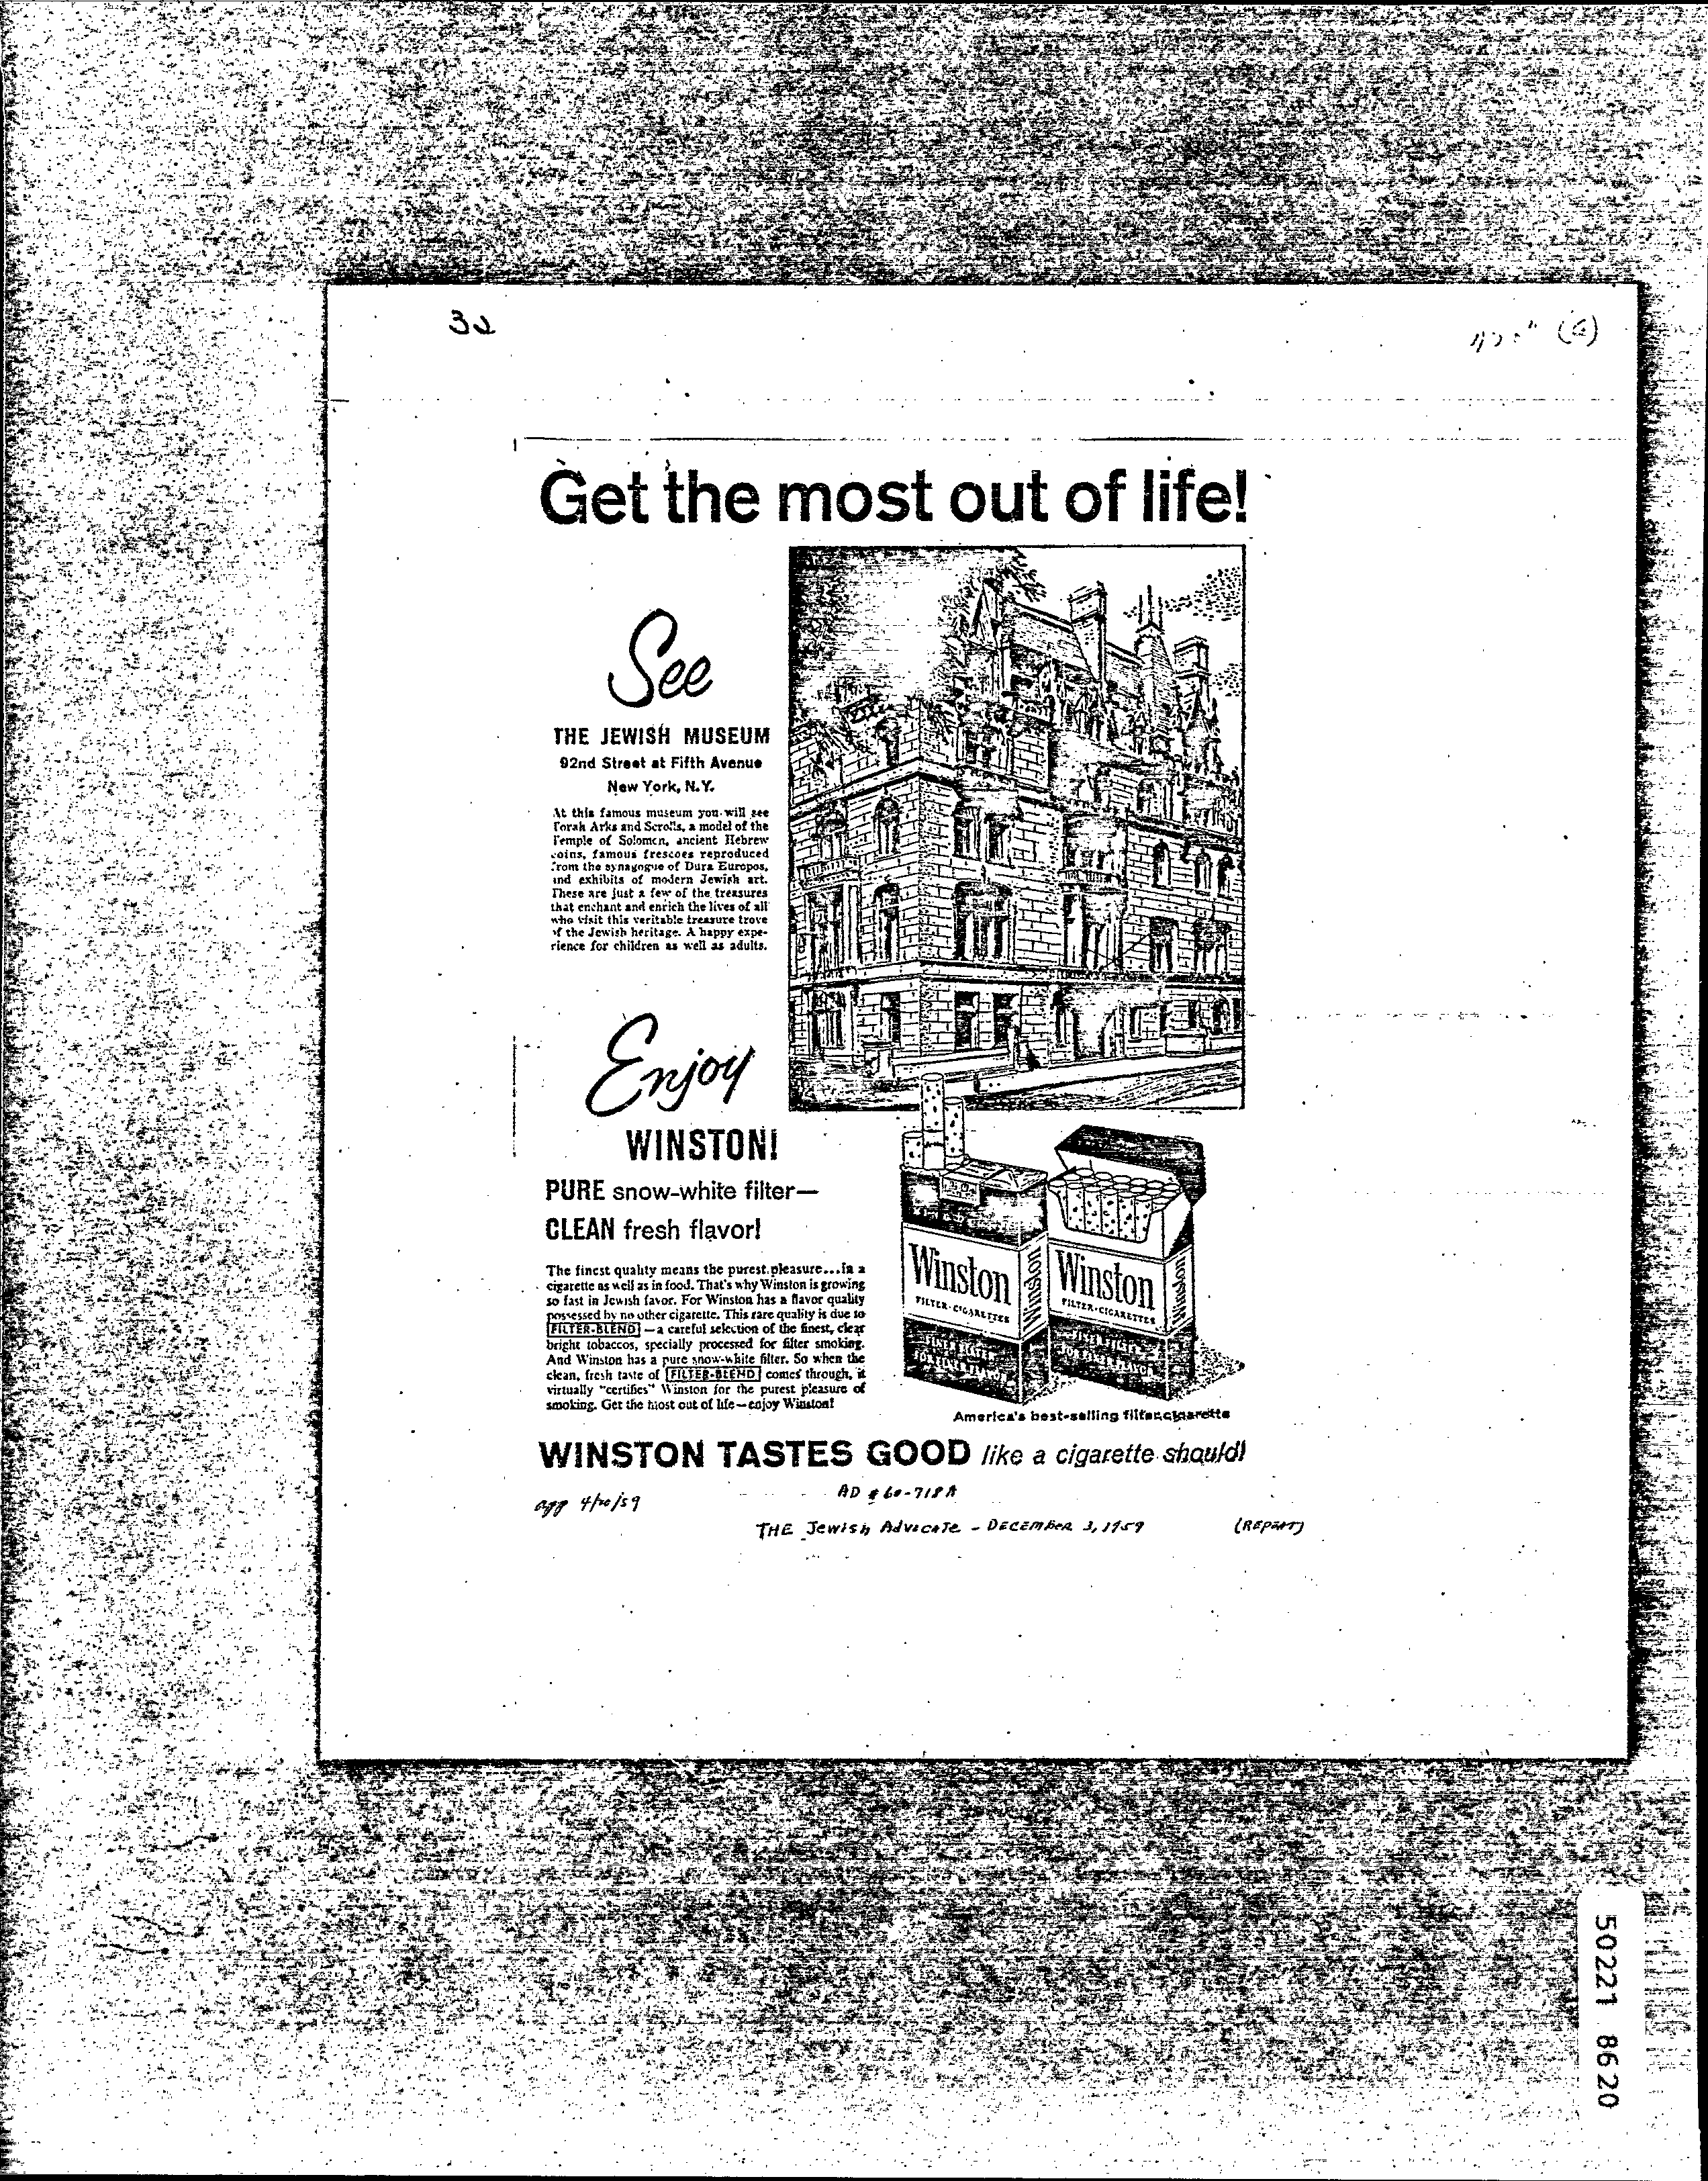 32
Get the most out of life!
See
THE JEWISH MUSEUM
92nd Street at Fifth Avenue
New York, N.Y.
At this famous museum you will see
Torah Arks and Scrolls, a model of the
Temple of Solomon, ancient Hebrew
coins, famous frescoes reproduced
from the synagogue of Dura Europos,
and exhibits of modern Jewish art.
These are just a few of the treasures
that enchant and enrich the lives of all
who visit this veritable treasure trove
of the Jewish heritage. A happy expe-
rience for children as well as adults.
Enjoy
WINSTON!
PURE snow-white filter—
CLEAN fresh flavor!
The finest quality means the purest pleasure...in a
cigarette as well as in food. That's why Winston is growing
so fast in Jewish favor. For Winston has a flavor quality
possessed by no other cigarette. This rare quality is due to
FILTER-BLEND — a careful selection of the finest, clear
bright tobaccos, specially processed for filter smoking.
And Winston has a pure snow-white filter. So when the
clean, fresh taste of FILTER-BLEND comes through, it
virtually "certifies" Winston for the purest pleasure of
smoking. Get the most out of life—enjoy Winston!
Winston
FILTER-CIGARETTES
Winston
Winston
FILTER-CIGARETTES
Winston
America's best-selling filter cigarette
WINSTON TASTES GOOD like a cigarette should!
agg 4/20/59
AD #60-718A
THE Jewish Advocate - DECEMBER 3, 1959
(REPEAT)
50221 8620